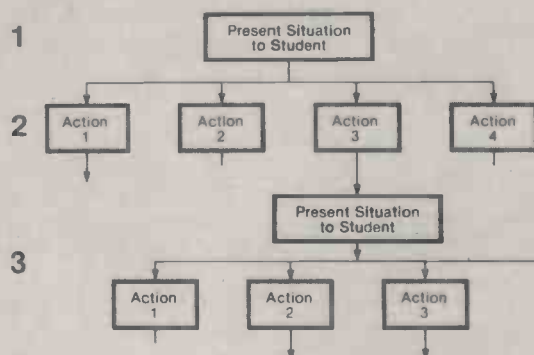 1
Present Situation
to Student
2
Action
1
Action
2
Action
3
Action
4
Present Situation
to Student
3
Action
1
Action
2
Action
3